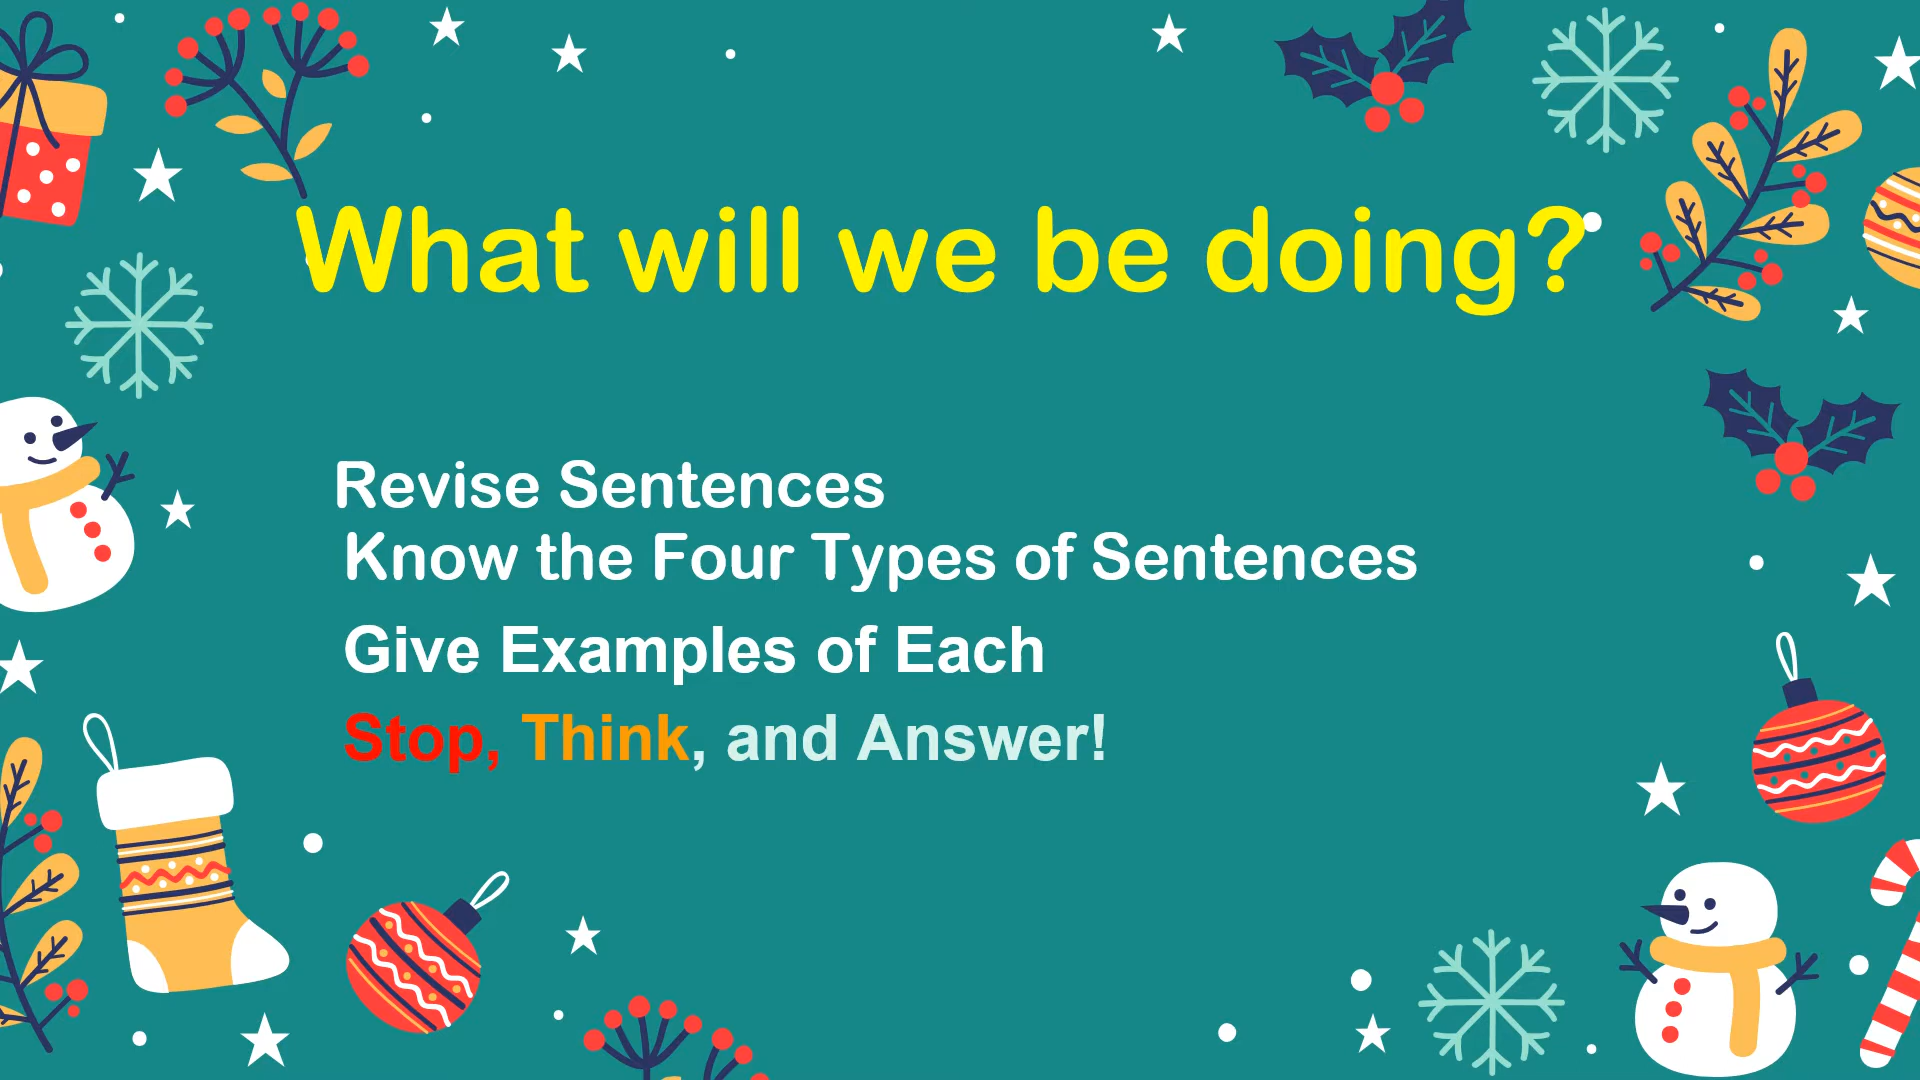 What will we be doing?
Revise Sentences
Know the Four Types of Sentences
Give Examples of Each
Stop, Think, and Answer!